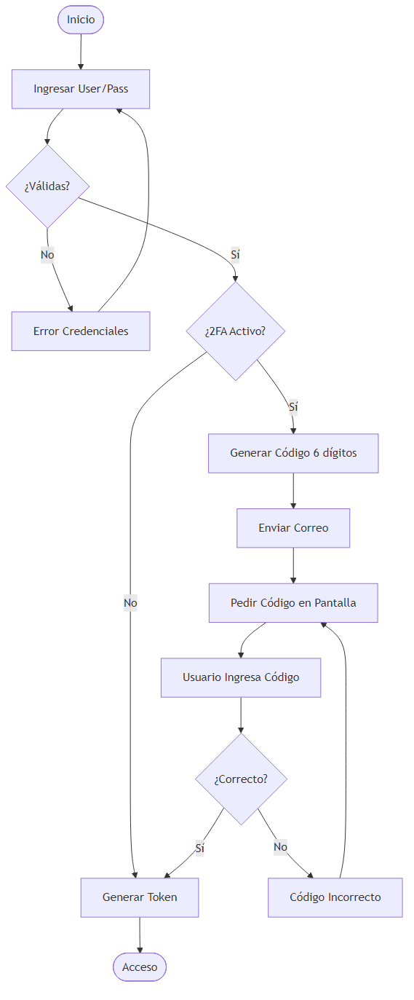 Inicio
Ingresar User/Pass
¿Válidas?
No
Sí
Error Credenciales
¿2FA Activo?
Sí
Generar Código 6 dígitos
Enviar Correo
No
Pedir Código en Pantalla
Usuario Ingresa Código
¿Correcto?
Sí
No
Generar Token
Código Incorrecto
Acceso